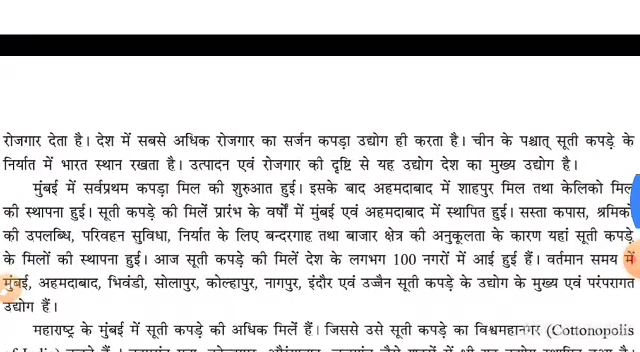 रोजगार देता है। देश में सबसे अधिक रोजगार का सर्जन कपड़ा उद्योग ही करता है। चीन के पश्चात् सूती कपड़े के
निर्यात में भारत स्थान रखता है। उत्पादन एवं रोजगार की दृष्टि से यह उद्योग देश का मुख्य उद्योग है।
मुंबई में सर्वप्रथम कपड़ा मिल की शुरुआत हुई। इसके बाद अहमदाबाद में शाहपुर मिल तथा केलिको मिल
की स्थापना हुई। सूती कपड़े की मिलें प्रारंभ के वर्षों में मुंबई एवं अहमदाबाद में स्थापित हुई। सस्ता कपास, श्रमिकों
की उपलब्धि, परिवहन सुविधा, निर्यात के लिए बन्दरगाह तथा बाजार क्षेत्र की अनुकूलता के कारण यहां सूती कपड़े
के मिलों की स्थापना हुई। आज सूती कपड़े की मिलें देश के लगभग 100 नगरों में आई हुई हैं। वर्तमान समय में
मुंबई, अहमदाबाद, भिवंडी, सोलापुर, कोल्हापुर, नागपुर, इंदौर एवं उज्जैन सूती कपड़े के उद्योग के मुख्य एवं परंपरागत
उद्योग हैं।
महाराष्ट्र के मुंबई में सूती कपड़े की अधिक मिलें हैं। जिससे उसे सूती कपड़े का विश्वमहानगर (Cottonopolis